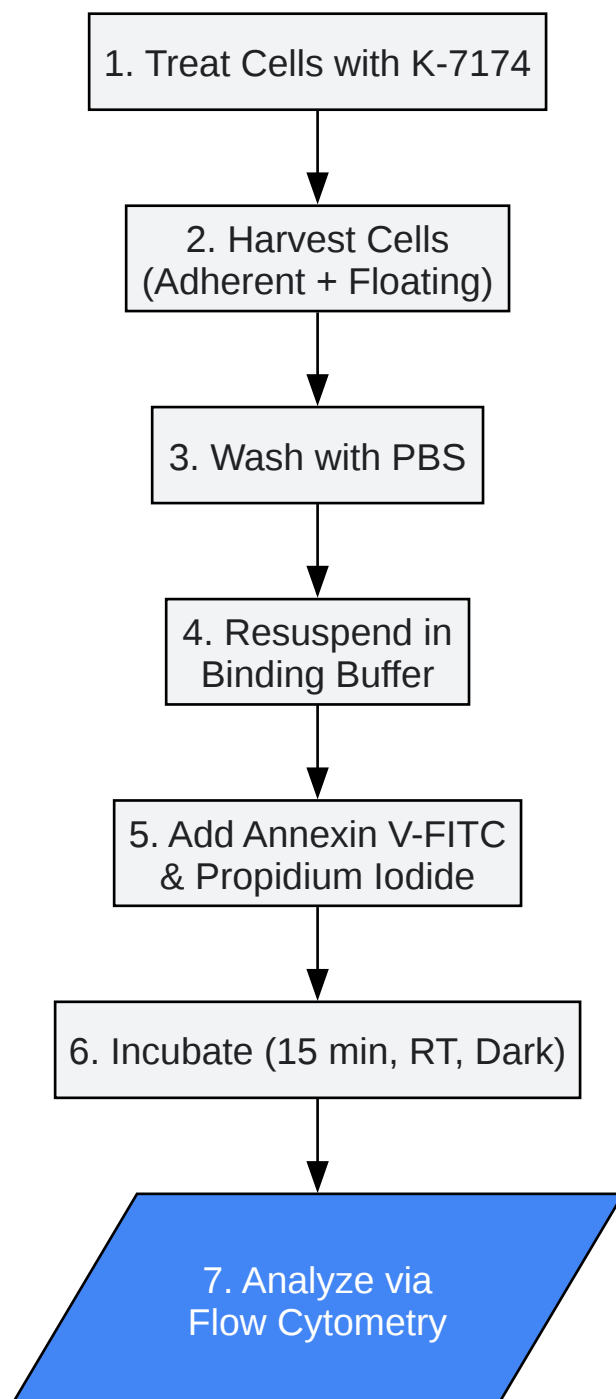 1. Treat Cells with K-7174
2. Harvest Cells
(Adherent + Floating)
3. Wash with PBS
4. Resuspend in
Binding Buffer
5. Add Annexin V-FITC
& Propidium Iodide
6. Incubate (15 min, RT, Dark)
7. Analyze via
Flow Cytometry